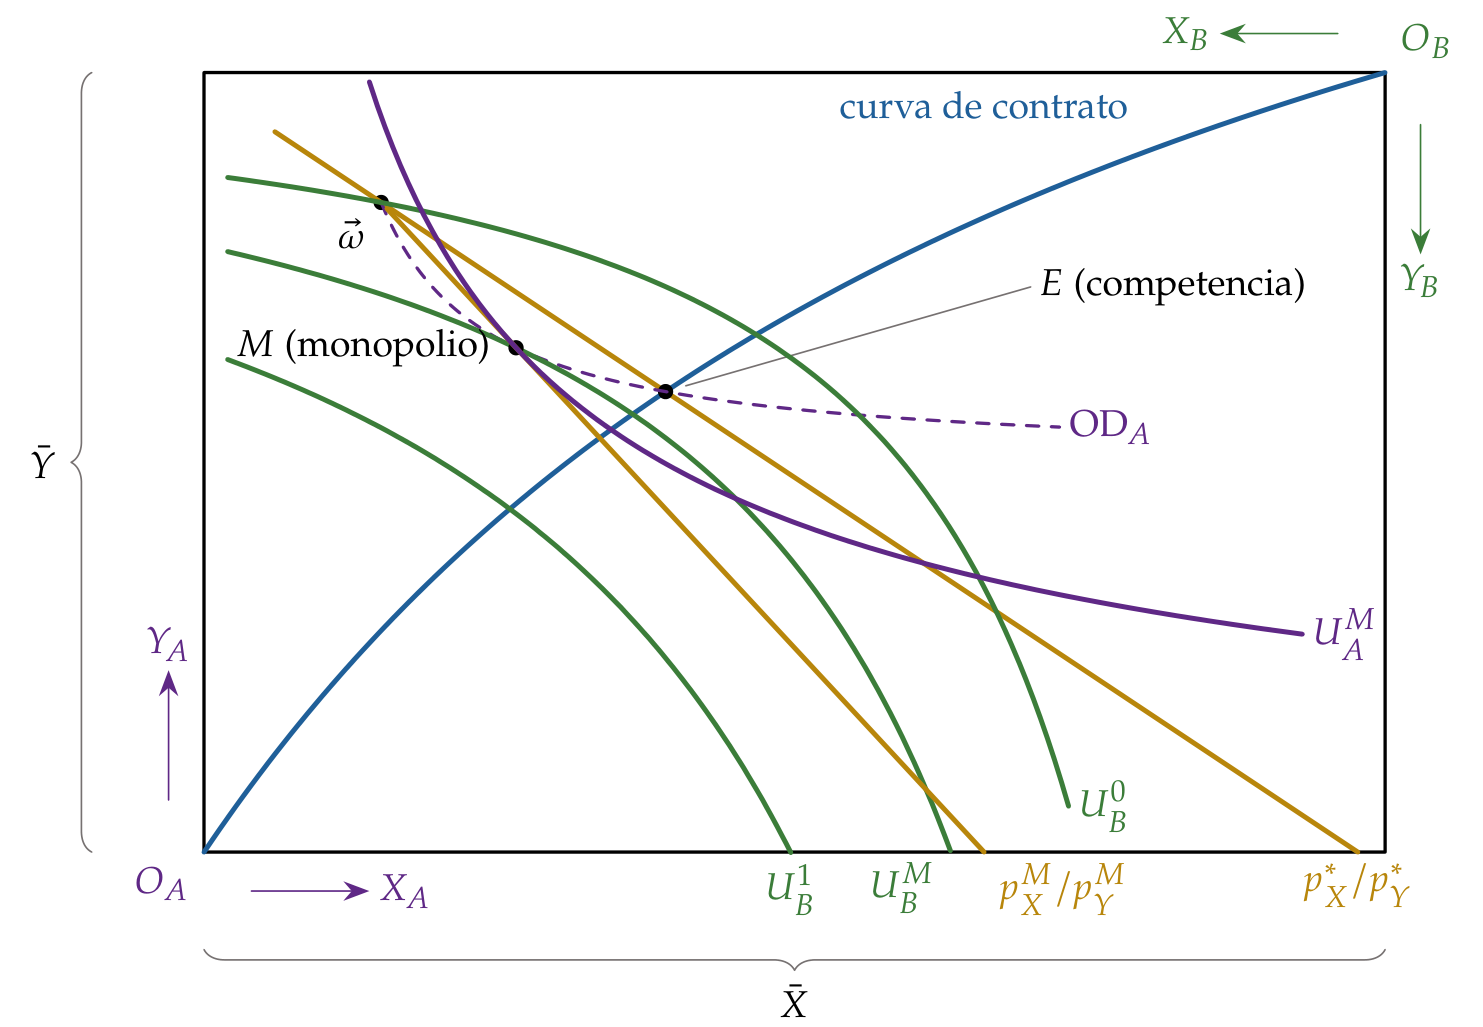 X_B
O_B
curva de contrato
ω⃗
E (competencia)
Y_B
M (monopolio)
OD_A
Ȳ
U_A^M
Y_A
U_B^0
O_A
X_A
U_B^1
U_B^M
p_X^M/p_Y^M
p_X^*/p_Y^*
X̄